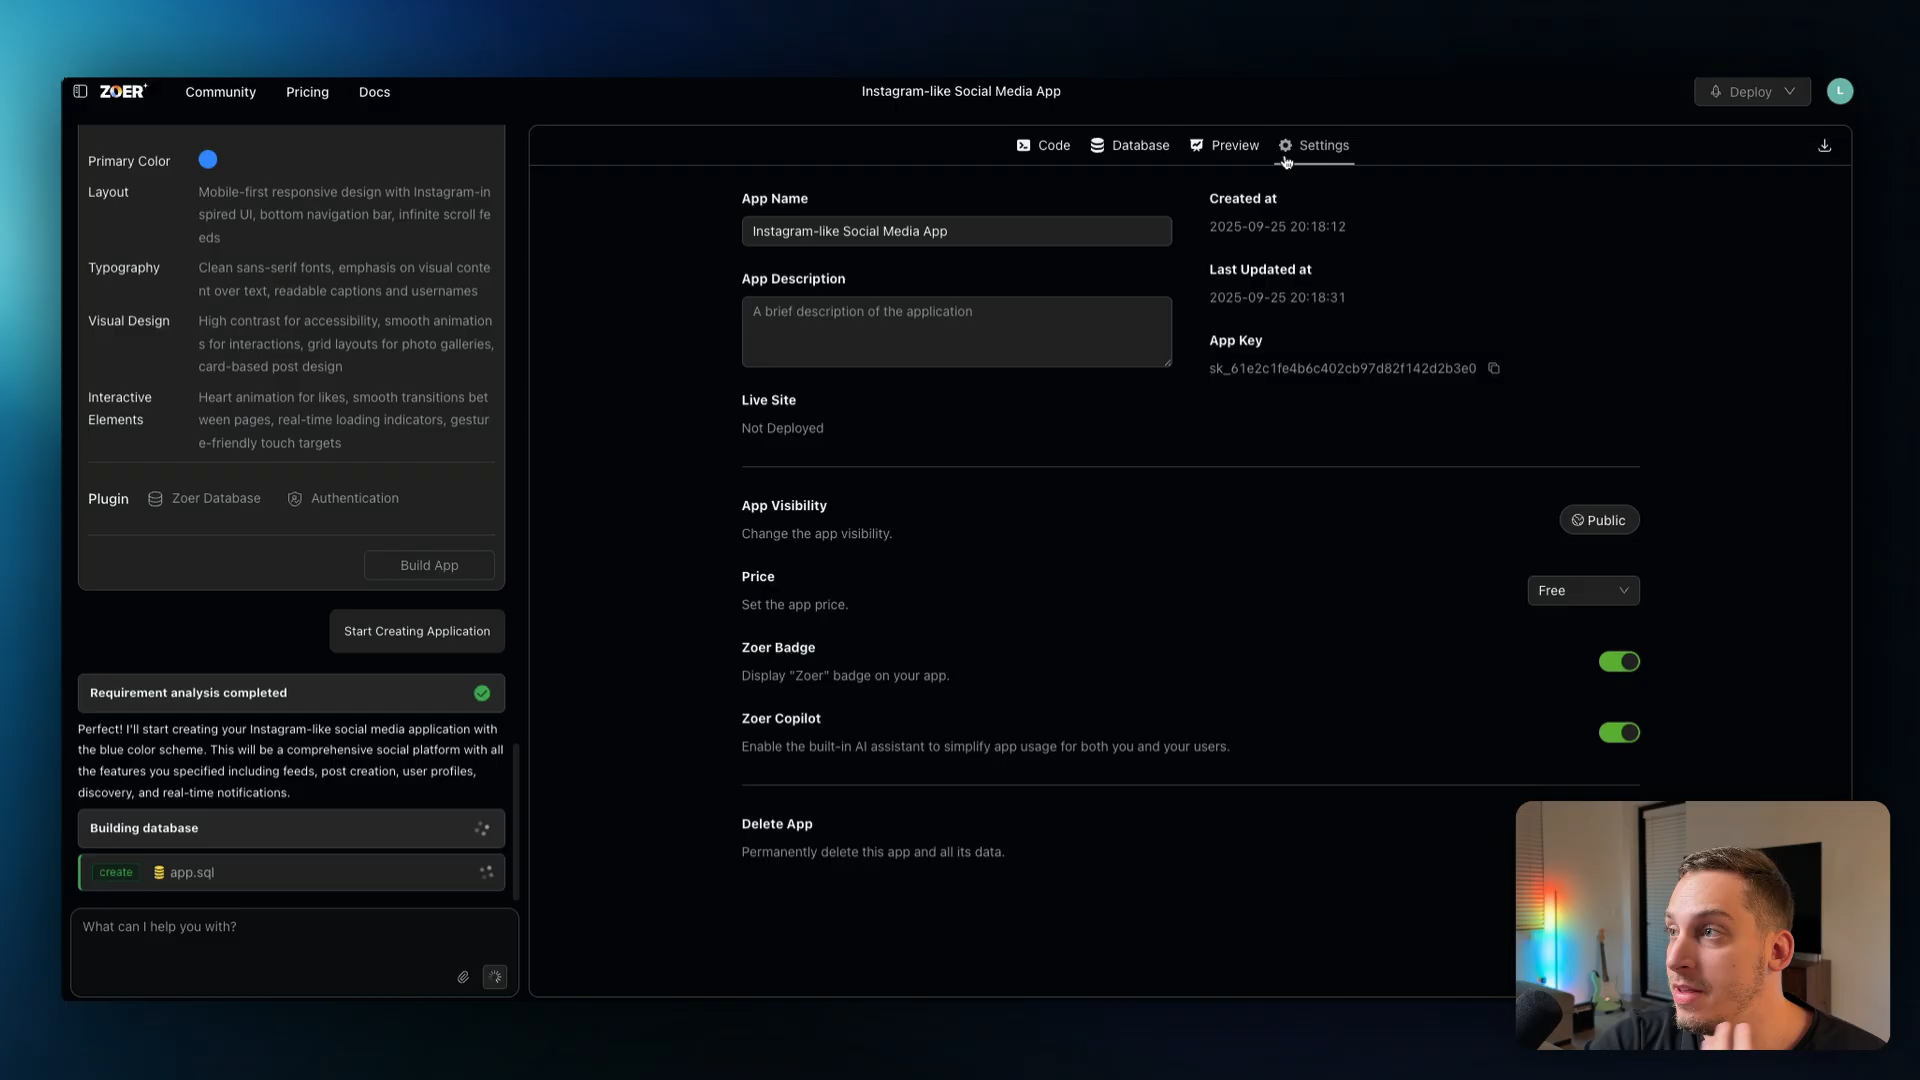 ZOER
Community
Pricing
Docs
Instagram-like Social Media App
Deploy
L
Primary Color
Layout
Mobile-first responsive design with Instagram-in
spired UI, bottom navigation bar, infinite scroll fe
eds
Typography
Clean sans-serif fonts, emphasis on visual conte
nt over text, readable captions and usernames
Visual Design
High contrast for accessibility, smooth animation
s for interactions, grid layouts for photo galleries,
card-based post design
Interactive
Elements
Heart animation for likes, smooth transitions bet
ween pages, real-time loading indicators, gestur
e-friendly touch targets
Plugin
Zoer Database
Authentication
Build App
Start Creating Application
Requirement analysis completed
Perfect! I'll start creating your Instagram-like social media application with
the blue color scheme. This will be a comprehensive social platform with all
the features you specified including feeds, post creation, user profiles,
discovery, and real-time notifications.
Building database
create
app.sql
What can I help you with?
Code
Database
Preview
Settings
App Name
Instagram-like Social Media App
App Description
A brief description of the application
Live Site
Not Deployed
Created at
2025-09-25 20:18:12
Last Updated at
2025-09-25 20:18:31
App Key
sk_61e2c1fe4b6c402cb97d82f142d2b3e0
App Visibility
Change the app visibility.
Public
Price
Set the app price.
Free
Zoer Badge
Display "Zoer" badge on your app.
Zoer Copilot
Enable the built-in AI assistant to simplify app usage for both you and your users.
Delete App
Permanently delete this app and all its data.